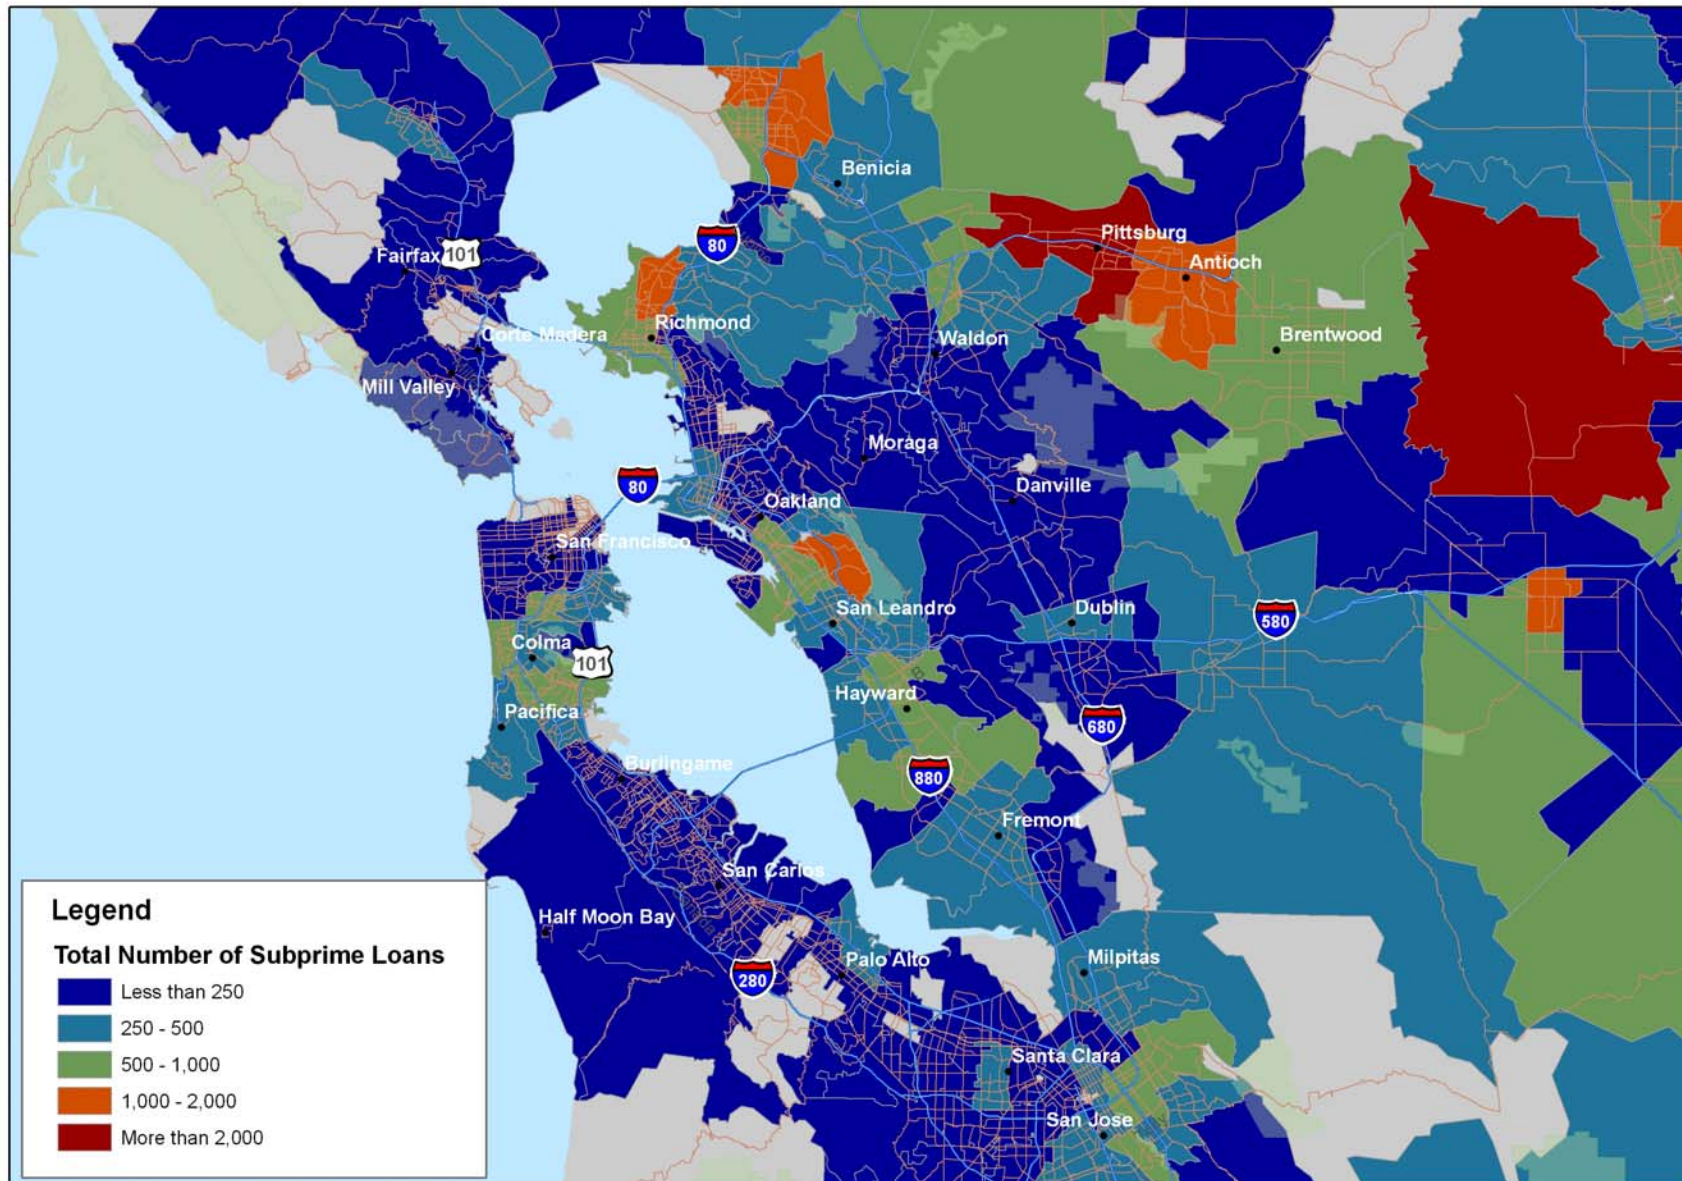 Benicia
80
Pittsburg
Fairfax
101
Antioch
Richmond
Corte Madera
Waldon
Brentwood
Mill Valley
Moraga
80
Danville
Oakland
San Francisco
San Leandro
Dublin
580
Colma
101
Hayward
Pacifica
680
Burlingame
880
Fremont
San Carlos
Half Moon Bay
Palo Alto
Milpitas
280
Santa Clara
San Jose
Legend
Total Number of Subprime Loans
Less than 250
250 - 500
500 - 1,000
1,000 - 2,000
More than 2,000